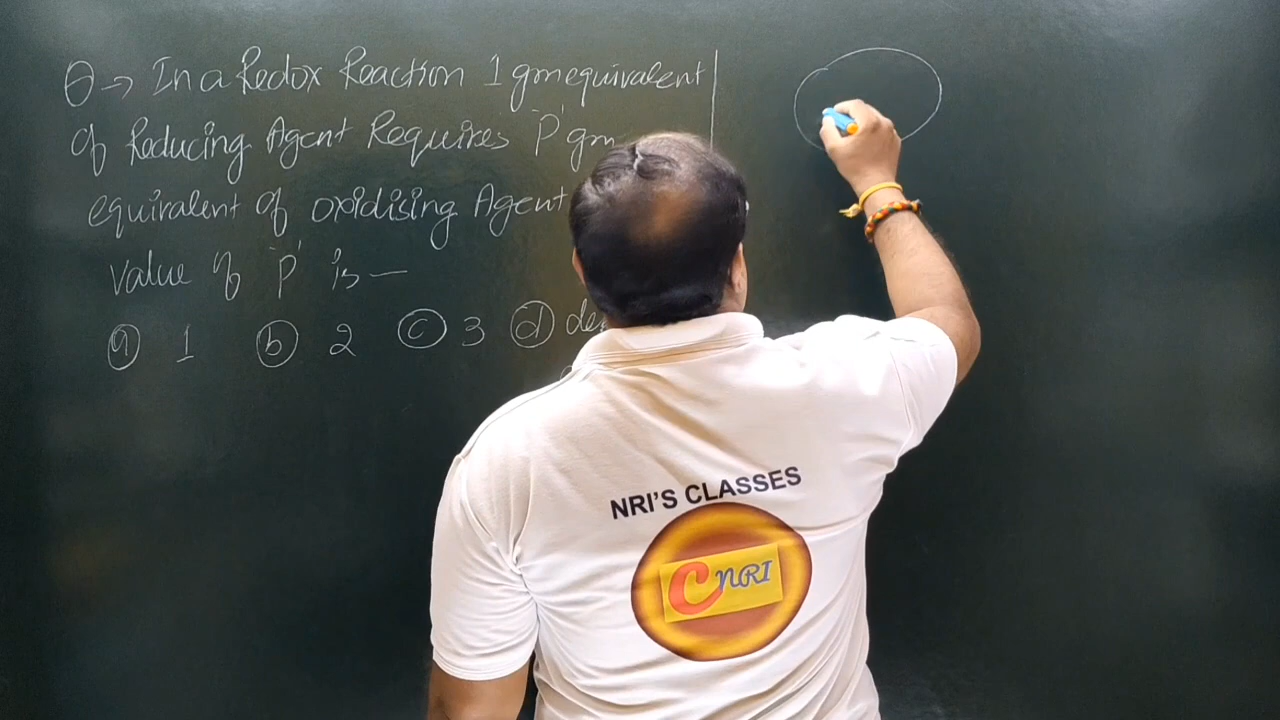 Q → In a Redox Reaction 1 gm equivalent
of Reducing Agent Requires 'P' gm
equivalent of oxidising Agent
value of 'P' is —
ⓐ 1 ⓑ 2 ⓒ 3 ⓓ
NRI'S CLASSES
CNRI